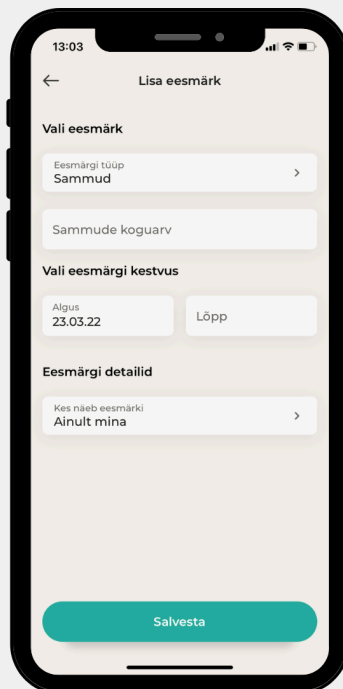 13:03
Lisa eesmärk
Vali eesmärk
Eesmärgi tüüp
Sammud
Sammude koguarv
Vali eesmärgi kestvus
Algus
23.03.22
Lõpp
Eesmärgi detailid
Kes näeb eesmärki
Ainult mina
Salvesta